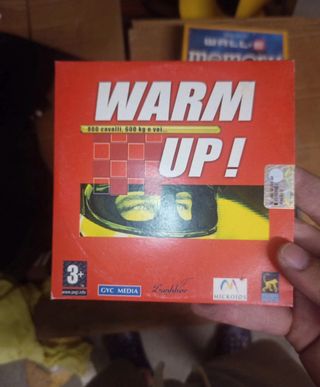 WALL•E
memory
WARM
800 cavalli, 600 kg e voi...
UP!
3+
www.pegi.info
GYC MEDIA
MICROIDS